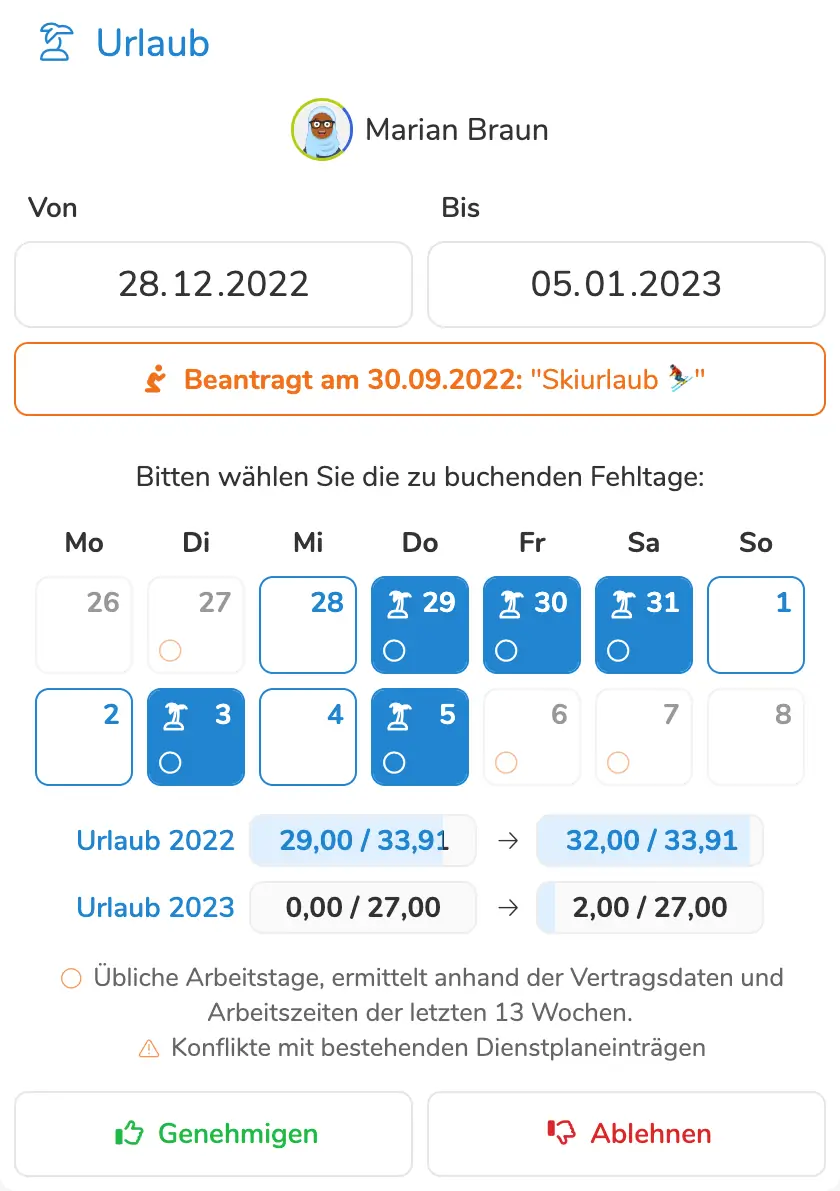 Urlaub
Marian Braun
Von Bis
28.12.2022 05.01.2023
Beantragt am 30.09.2022: "Skiurlaub ⛷️"
Bitten wählen Sie die zu buchenden Fehltage:
Mo Di Mi Do Fr Sa So
26 27 28 29 30 31 1
2 3 4 5 6 7 8
Urlaub 2022 29,00 / 33,91 → 32,00 / 33,91
Urlaub 2023 0,00 / 27,00 → 2,00 / 27,00
Übliche Arbeitstage, ermittelt anhand der Vertragsdaten und
Arbeitszeiten der letzten 13 Wochen.
Konflikte mit bestehenden Dienstplaneinträgen
Genehmigen Ablehnen